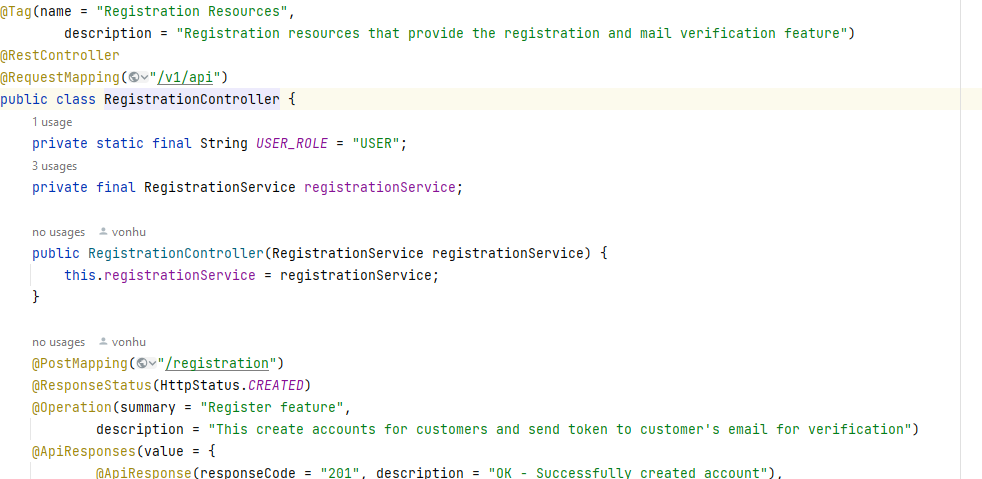 @Tag(name = "Registration Resources",
description = "Registration resources that provide the registration and mail verification feature")
@RestController
@RequestMapping("/v1/api")
public class RegistrationController {
1 usage
private static final String USER_ROLE = "USER";
3 usages
private final RegistrationService registrationService;
no usages vonhu
public RegistrationController(RegistrationService registrationService) {
this.registrationService = registrationService;
}
no usages vonhu
@PostMapping("/registration")
@ResponseStatus(HttpStatus.CREATED)
@Operation(summary = "Register feature",
description = "This create accounts for customers and send token to customer's email for verification")
@ApiResponses(value = {
@ApiResponse(responseCode = "201", description = "OK - Successfully created account"),